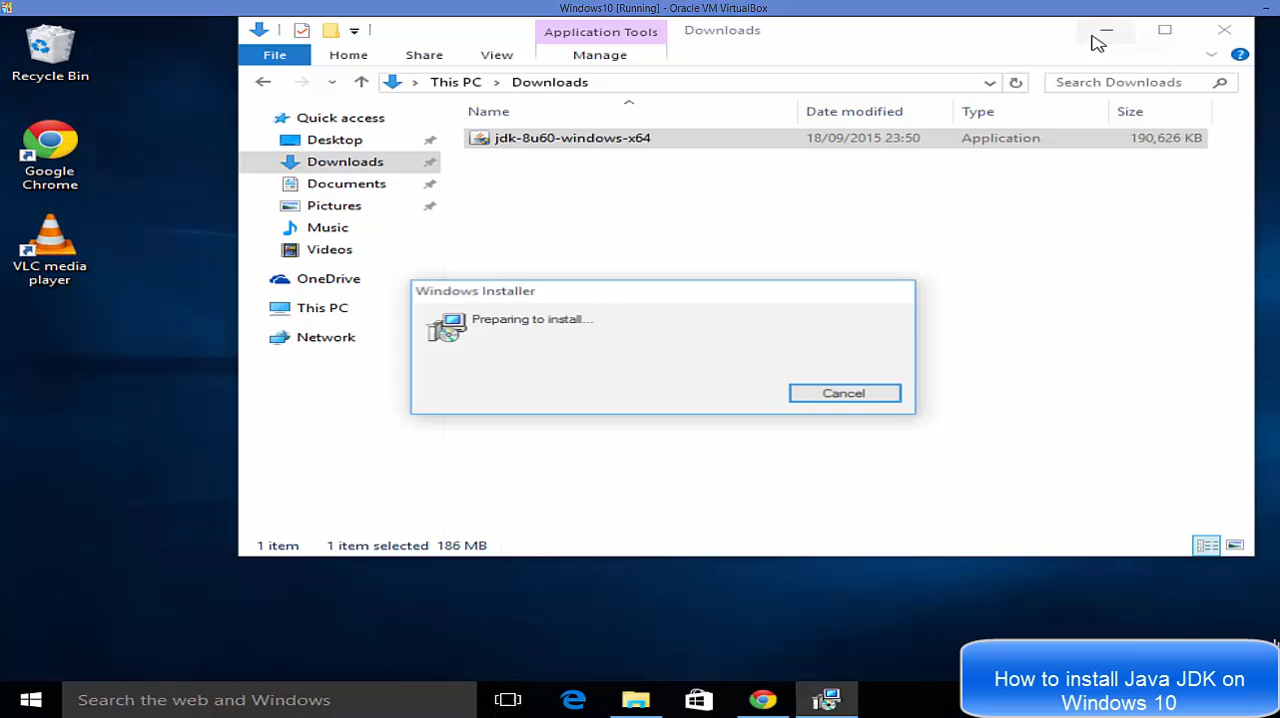 Windows10 [Running] - Oracle VM VirtualBox
Recycle Bin
Google
Chrome
VLC media
player
Application Tools
Downloads
File
Home
Share
View
Manage
This PC
Downloads
Search Downloads
Name
Date modified
Type
Size
Quick access
Desktop
Downloads
Documents
Pictures
Music
Videos
OneDrive
This PC
Network
jdk-8u60-windows-x64
18/09/2015 23:50
Application
190,626 KB
Windows Installer
Preparing to install...
Cancel
1 item
1 item selected 186 MB
How to install Java JDK on
Windows 10
Search the web and Windows